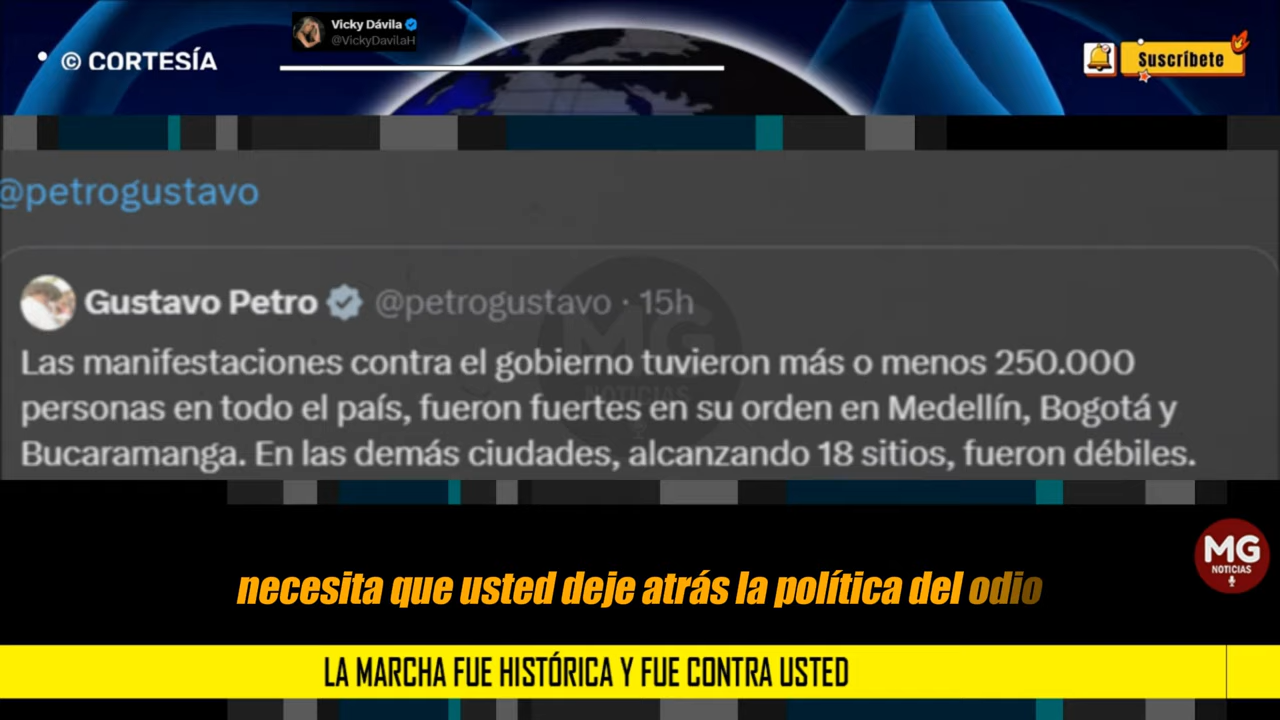 Vicky Dávila
@VickyDavilaH
© CORTESÍA
Suscríbete
@petrogustavo
Gustavo Petro @petrogustavo · 15h
Las manifestaciones contra el gobierno tuvieron más o menos 250.000
personas en todo el país, fueron fuertes en su orden en Medellín, Bogotá y
Bucaramanga. En las demás ciudades, alcanzando 18 sitios, fueron débiles.
MG
NOTICIAS
necesita que usted deje atrás la política del odio
MG
NOTICIAS
LA MARCHA FUE HISTÓRICA Y FUE CONTRA USTED